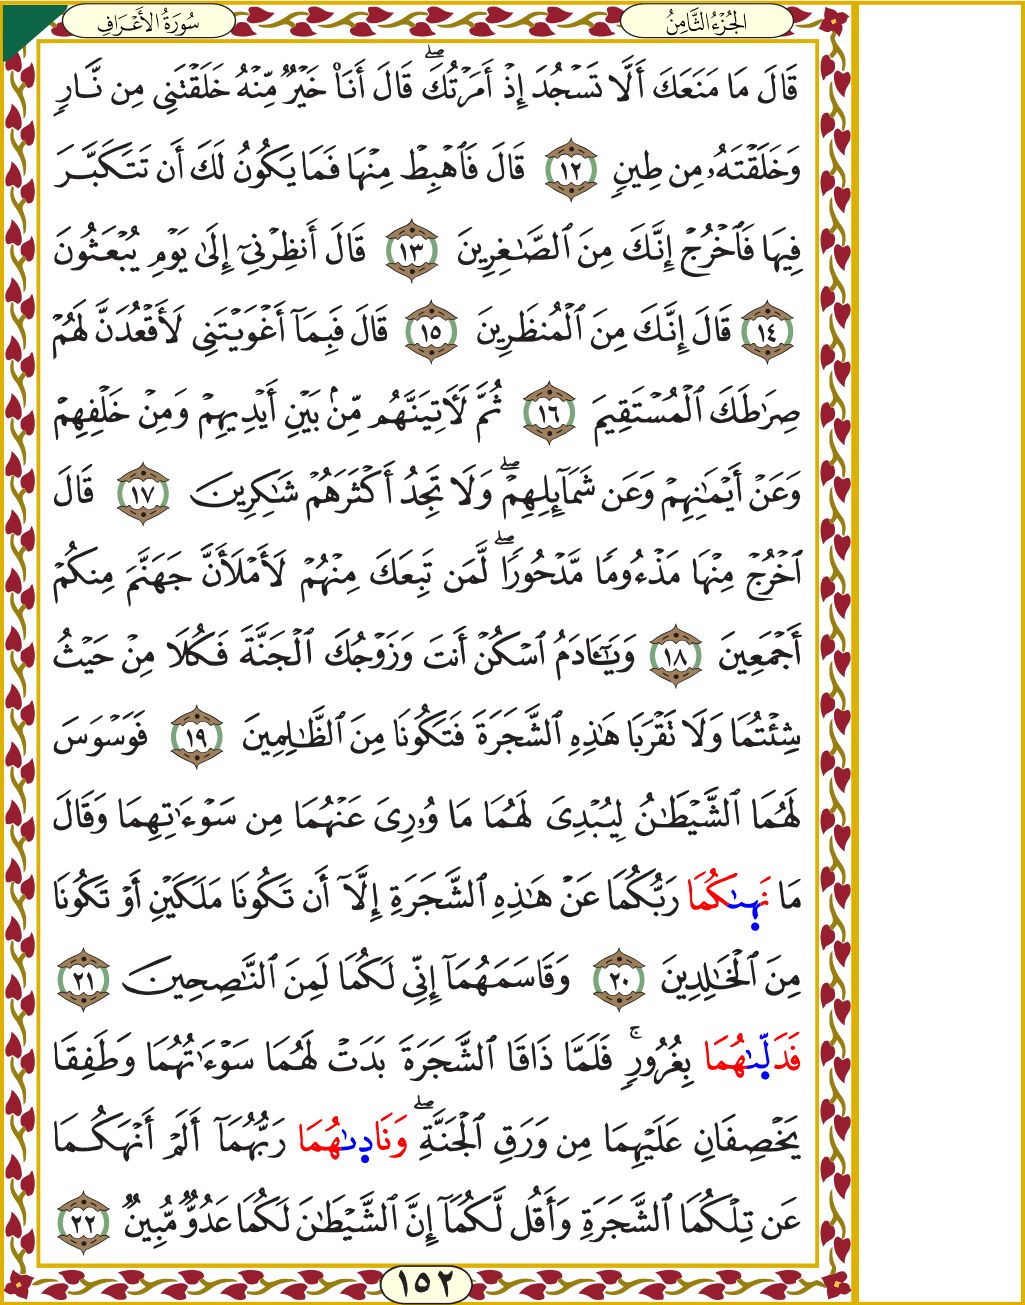 سُورَةُ الأَعْرَافِ
الجُزْءُ الثَّامِنُ
قَالَ مَا مَنَعَكَ أَلَّا تَسْجُدَ إِذْ أَمَرْتُكَۖ قَالَ أَنَا۠ خَيْرٌ مِّنْهُ خَلَقْتَنِى مِن نَّارٍ
وَخَلَقْتَهُۥ مِن طِينٍ ١٢ قَالَ فَٱهْبِطْ مِنْهَا فَمَا يَكُونُ لَكَ أَن تَتَكَبَّرَ
فِيهَا فَٱخْرُجْ إِنَّكَ مِنَ ٱلصَّـٰغِرِينَ ١٣ قَالَ أَنظِرْنِىٓ إِلَىٰ يَوْمِ يُبْعَثُونَ
١٤ قَالَ إِنَّكَ مِنَ ٱلْمُنظَرِينَ ١٥ قَالَ فَبِمَآ أَغْوَيْتَنِى لَأَقْعُدَنَّ لَهُمْ
صِرَٰطَكَ ٱلْمُسْتَقِيمَ ١٦ ثُمَّ لَـَٔاتِيَنَّهُم مِّنۢ بَيْنِ أَيْدِيهِمْ وَمِنْ خَلْفِهِمْ
وَعَنْ أَيْمَـٰنِهِمْ وَعَن شَمَآئِلِهِمْۖ وَلَا تَجِدُ أَكْثَرَهُمْ شَـٰكِرِينَ ١٧ قَالَ
ٱخْرُجْ مِنْهَا مَذْءُومًا مَّدْحُورًاۖ لَّمَن تَبِعَكَ مِنْهُمْ لَأَمْلَأَنَّ جَهَنَّمَ مِنكُمْ
أَجْمَعِينَ ١٨ وَيَـٰٓـَٔادَمُ ٱسْكُنْ أَنتَ وَزَوْجُكَ ٱلْجَنَّةَ فَكُلَا مِنْ حَيْثُ
شِئْتُمَا وَلَا تَقْرَبَا هَـٰذِهِ ٱلشَّجَرَةَ فَتَكُونَا مِنَ ٱلظَّـٰلِمِينَ ١٩ فَوَسْوَسَ
لَهُمَا ٱلشَّيْطَـٰنُ لِيُبْدِىَ لَهُمَا مَا وُۥرِىَ عَنْهُمَا مِن سَوْءَٰتِهِمَا وَقَالَ
مَا نَهَىٰكُمَا رَبُّكُمَا عَنْ هَـٰذِهِ ٱلشَّجَرَةِ إِلَّآ أَن تَكُونَا مَلَكَيْنِ أَوْ تَكُونَا
مِنَ ٱلْخَـٰلِدِينَ ٢٠ وَقَاسَمَهُمَآ إِنِّى لَكُمَا لَمِنَ ٱلنَّـٰصِحِينَ ٢١
فَدَلَّىٰهُمَا بِغُرُورٍۚ فَلَمَّا ذَاقَا ٱلشَّجَرَةَ بَدَتْ لَهُمَا سَوْءَٰتُهُمَا وَطَفِقَا
يَخْصِفَانِ عَلَيْهِمَا مِن وَرَقِ ٱلْجَنَّةِۖ وَنَادَىٰهُمَا رَبُّهُمَآ أَلَمْ أَنْهَكُمَا
عَن تِلْكُمَا ٱلشَّجَرَةِ وَأَقُل لَّكُمَآ إِنَّ ٱلشَّيْطَـٰنَ لَكُمَا عَدُوٌّ مُّبِينٌ ٢٢
١٥٢